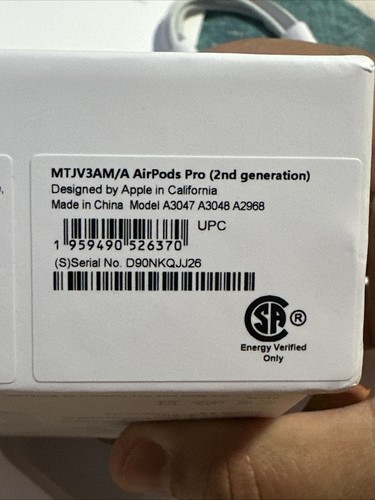 MTJV3AM/A AirPods Pro (2nd generation)
Designed by Apple in California
Made in China Model A3047 A3048 A2968
UPC
1 959490 526370
(S)Serial No. D90NKQJJ26
SA ®
Energy Verified
Only